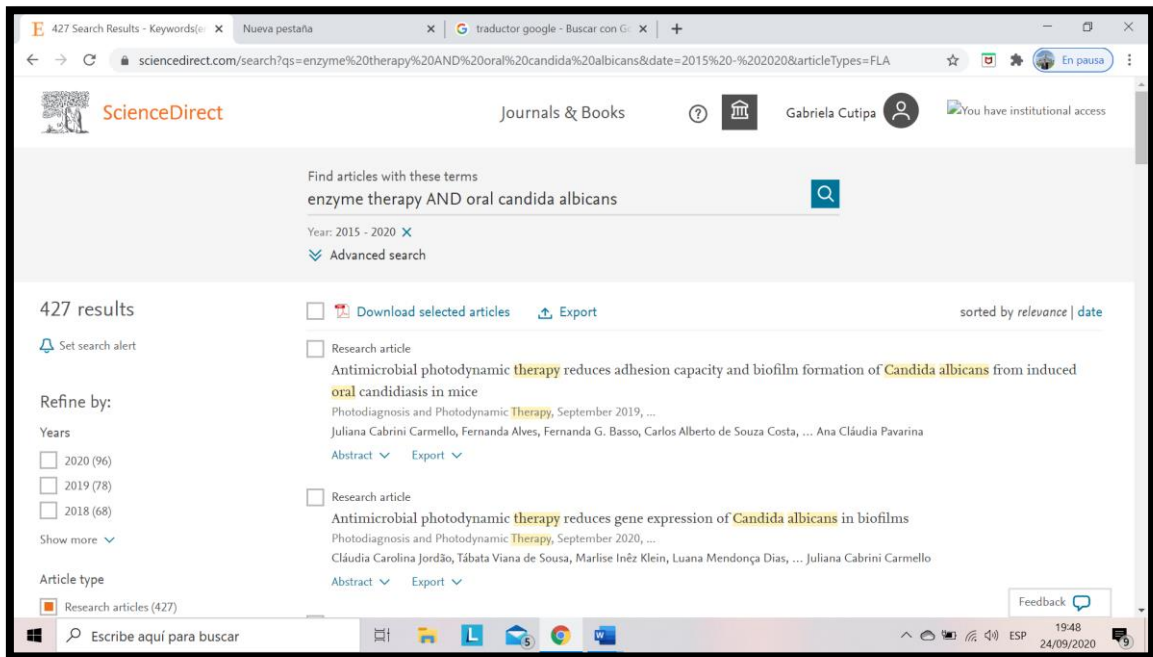 427 Search Results - Keywords(e
Nueva pestaña
traductor google - Buscar con G
sciencedirect.com/search?qs=enzyme%20therapy%20AND%20oral%20candida%20albicans&date=2015%20-%202020&articleTypes=FLA
En pausa
ScienceDirect
Journals & Books
Gabriela Cutipa
You have institutional access
Find articles with these terms
enzyme therapy AND oral candida albicans
Year: 2015 - 2020
Advanced search
427 results
Download selected articles
Export
sorted by relevance | date
Set search alert
Refine by:
Years
2020 (96)
2019 (78)
2018 (68)
Show more
Article type
Research articles (427)
Research article
Antimicrobial photodynamic therapy reduces adhesion capacity and biofilm formation of Candida albicans from induced
oral candidiasis in mice
Photodiagnosis and Photodynamic Therapy, September 2019, ...
Juliana Cabrini Carmello, Fernanda Alves, Fernanda G. Basso, Carlos Alberto de Souza Costa, ... Ana Cláudia Pavarina
Abstract Export
Research article
Antimicrobial photodynamic therapy reduces gene expression of Candida albicans in biofilms
Photodiagnosis and Photodynamic Therapy, September 2020, ...
Cláudia Carolina Jordão, Tábata Viana de Sousa, Marlise Inêz Klein, Luana Mendonça Dias, ... Juliana Cabrini Carmello
Abstract Export
Feedback
Escribe aquí para buscar
L
5
ESP
19:48
24/09/2020
9